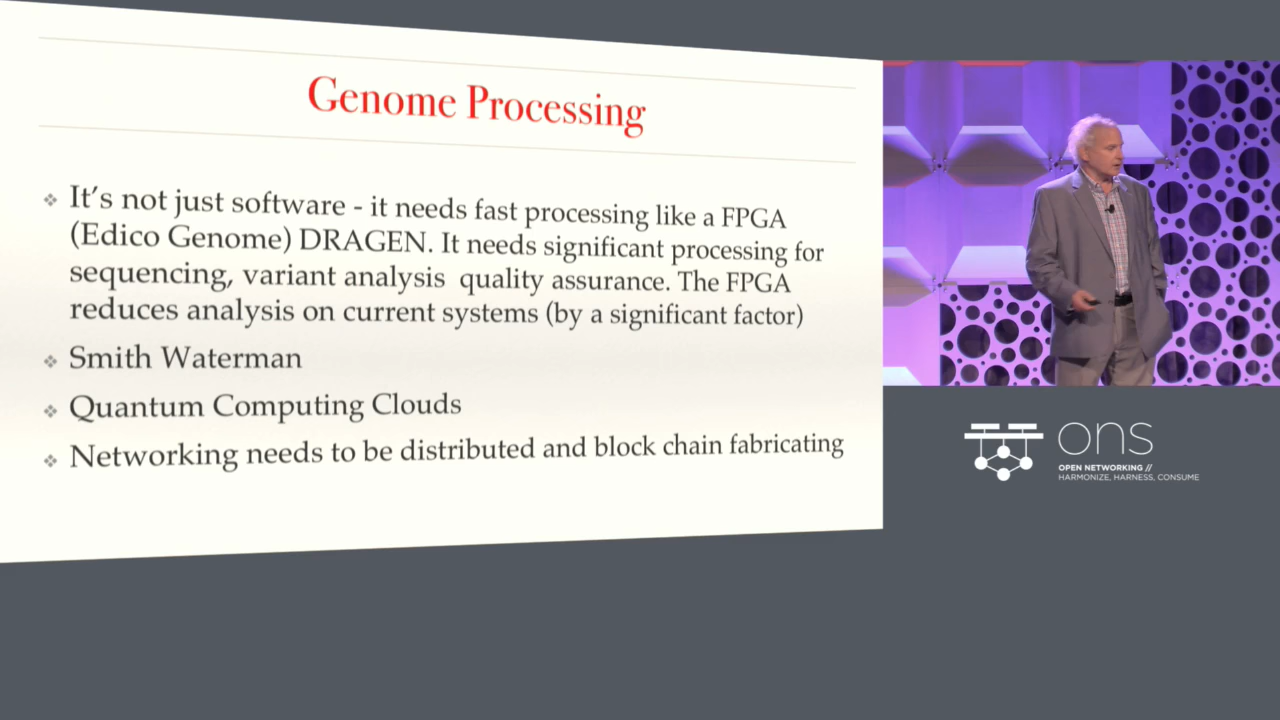 Genome Processing
It's not just software - it needs fast processing like a FPGA
(Edico Genome) DRAGEN. It needs significant processing for
sequencing, variant analysis  quality assurance. The FPGA
reduces analysis on current systems (by a significant factor)
Smith Waterman
Quantum Computing Clouds
Networking needs to be distributed and block chain fabricating
ons
OPEN NETWORKING //
HARMONIZE, HARNESS, CONSUME